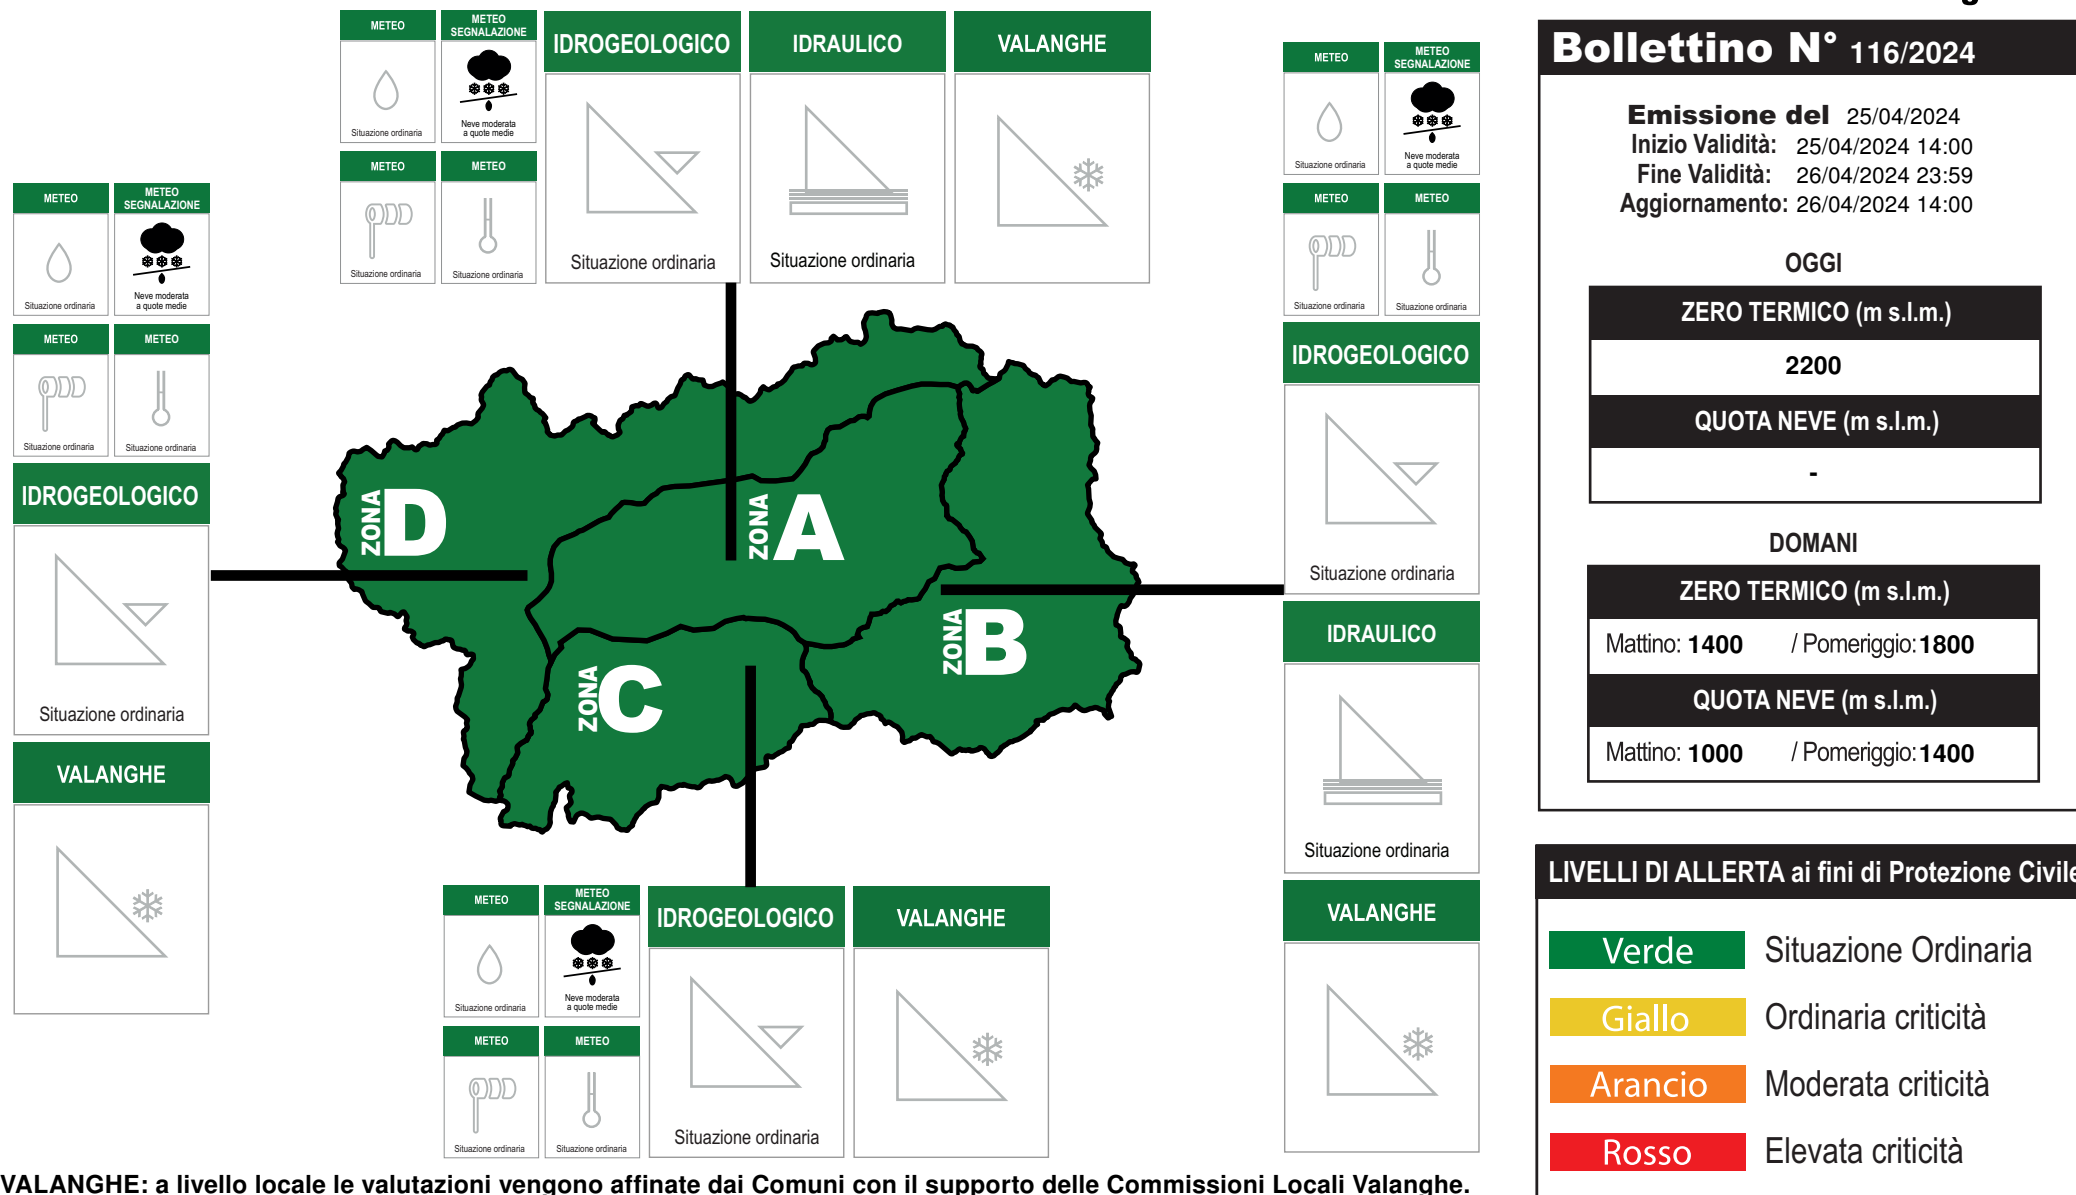 METEO
METEO SEGNALAZIONE
IDROGEOLOGICO
IDRAULICO
VALANGHE
Situazione ordinaria
Neve moderata
a quote medie
METEO
METEO
Situazione ordinaria
Situazione ordinaria
Situazione ordinaria
Situazione ordinaria
METEO
METEO SEGNALAZIONE
Situazione ordinaria
Neve moderata
a quote medie
METEO
METEO
Situazione ordinaria
Situazione ordinaria
IDROGEOLOGICO
Situazione ordinaria
VALANGHE
METEO
METEO SEGNALAZIONE
Situazione ordinaria
Neve moderata
a quote medie
METEO
METEO
Situazione ordinaria
Situazione ordinaria
IDROGEOLOGICO
Situazione ordinaria
IDRAULICO
Situazione ordinaria
VALANGHE
ZONA D
ZONA A
ZONA B
ZONA C
METEO
METEO SEGNALAZIONE
IDROGEOLOGICO
VALANGHE
Situazione ordinaria
Neve moderata
a quote medie
METEO
METEO
Situazione ordinaria
Situazione ordinaria
Situazione ordinaria
VALANGHE: a livello locale le valutazioni vengono affinate dai Comuni con il supporto delle Commissioni Locali Valanghe.
Bollettino N° 116/2024
Emissione del 25/04/2024
Inizio Validità: 25/04/2024 14:00
Fine Validità: 26/04/2024 23:59
Aggiornamento: 26/04/2024 14:00
OGGI
ZERO TERMICO (m s.l.m.)
2200
QUOTA NEVE (m s.l.m.)
-
DOMANI
ZERO TERMICO (m s.l.m.)
Mattino: 1400 / Pomeriggio: 1800
QUOTA NEVE (m s.l.m.)
Mattino: 1000 / Pomeriggio: 1400
LIVELLI DI ALLERTA ai fini di Protezione Civile
Verde Situazione Ordinaria
Giallo Ordinaria criticità
Arancio Moderata criticità
Rosso Elevata criticità